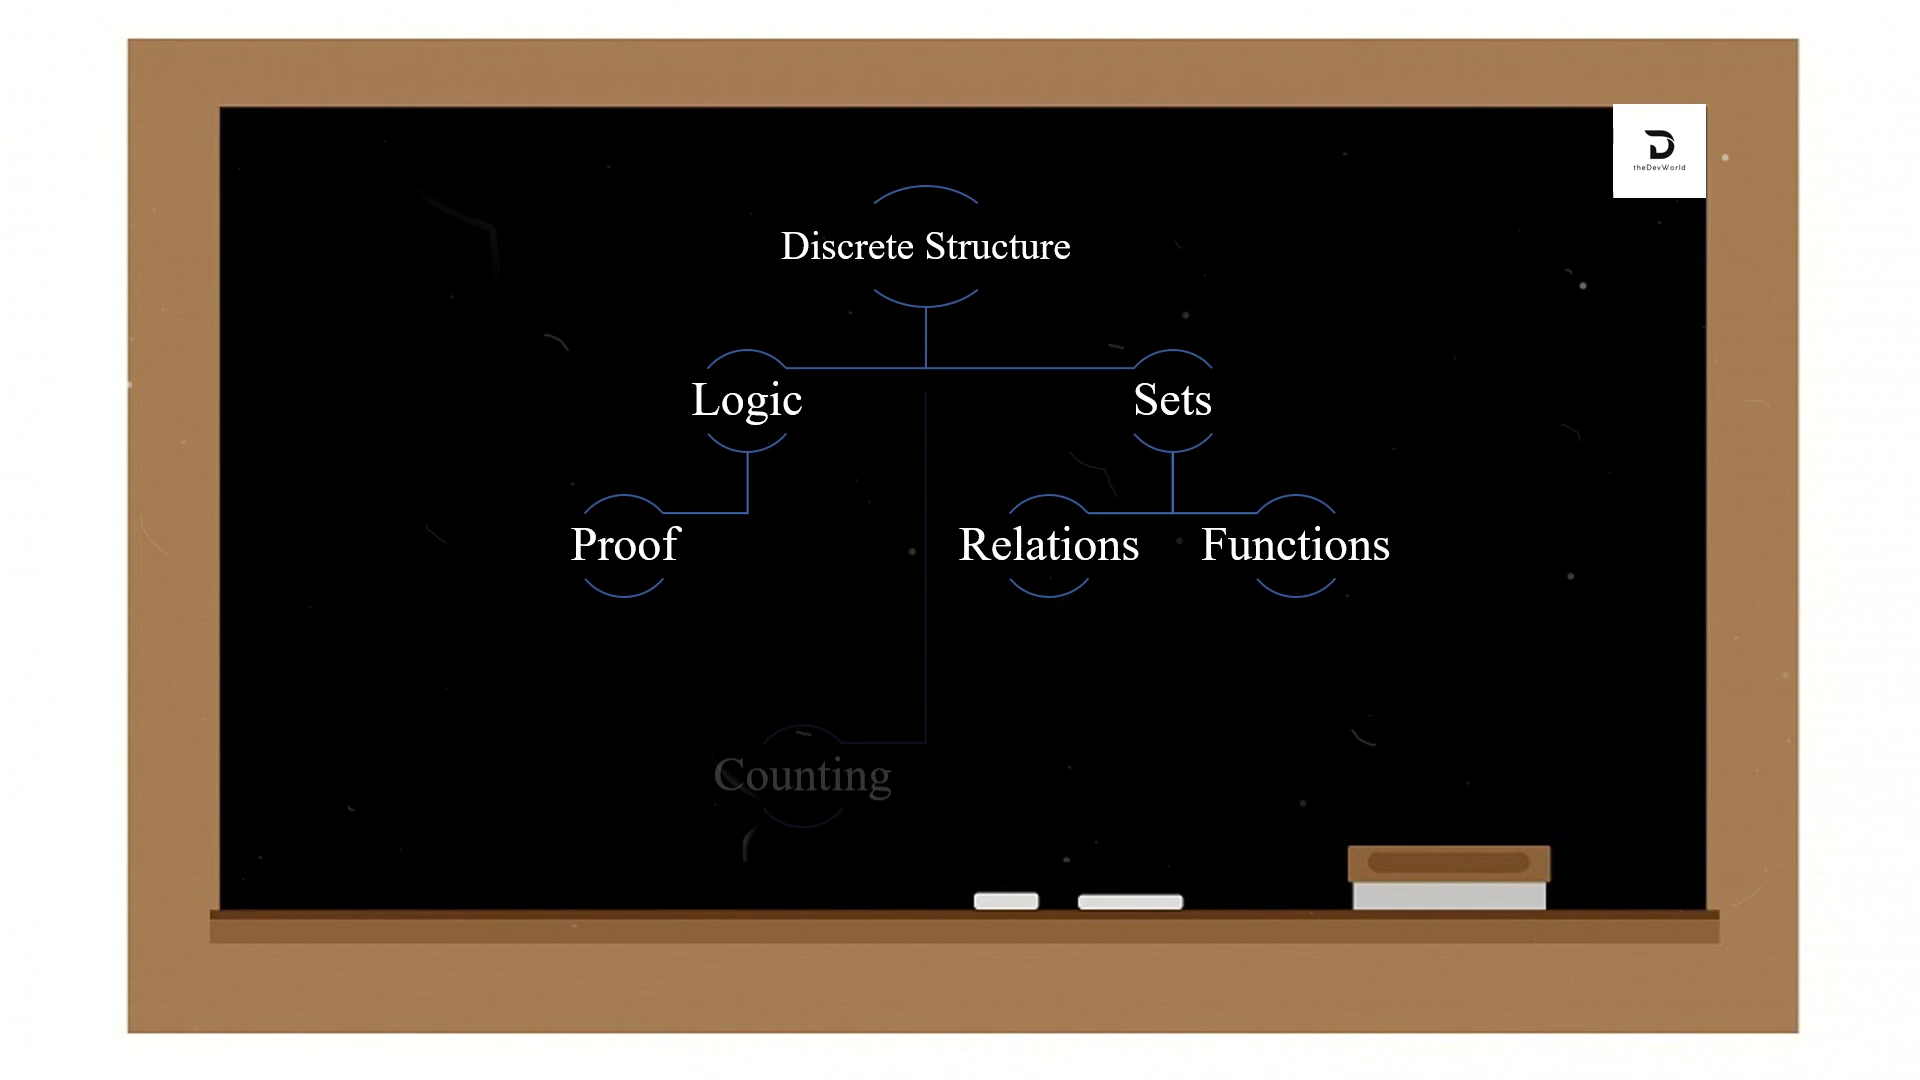 theDevWorld
Discrete Structure
Logic
Sets
Proof
Relations
Functions
Counting